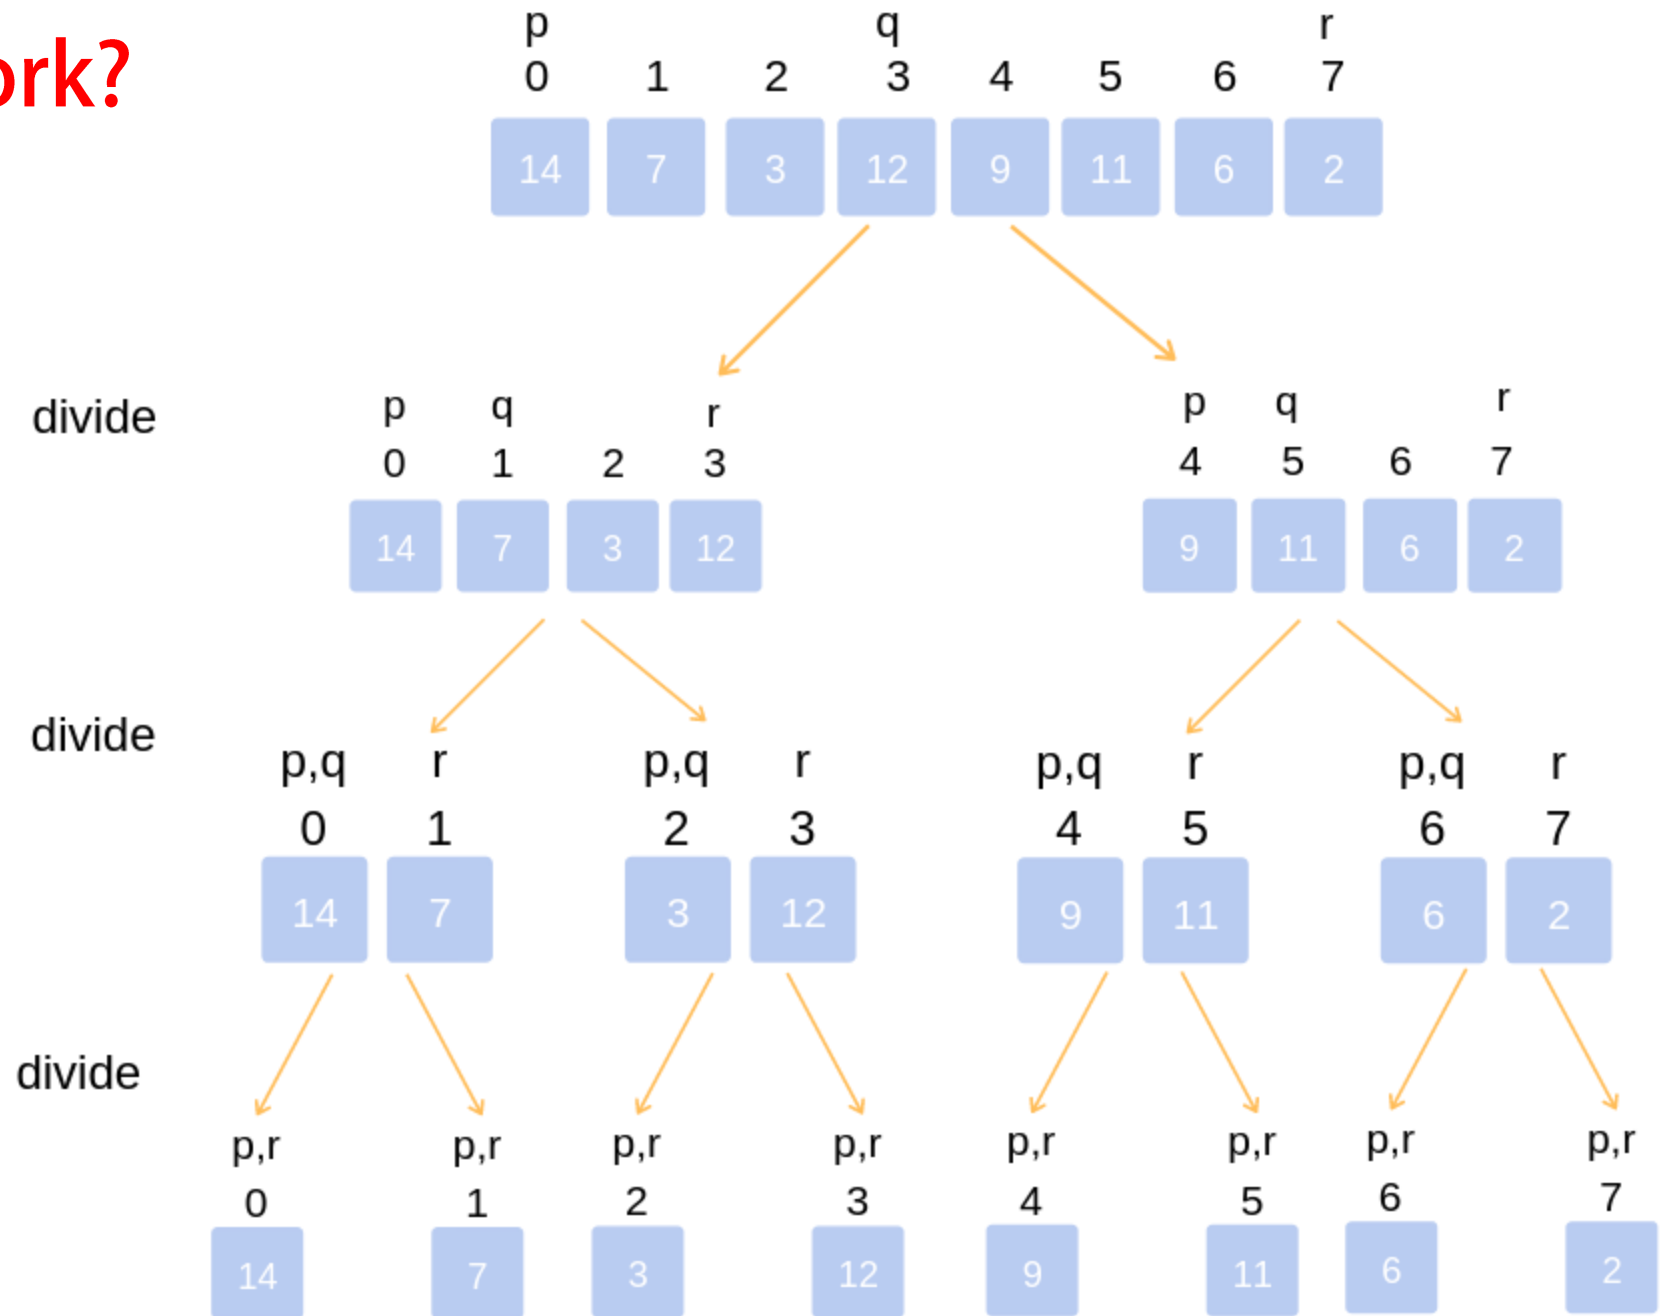 ork?
p q r
0 1 2 3 4 5 6 7
14 7 3 12 9 11 6 2
divide
p q r
0 1 2 3
14 7 3 12
p q r
4 5 6 7
9 11 6 2
divide
p,q r
0 1
14 7
p,q r
2 3
3 12
p,q r
4 5
9 11
p,q r
6 7
6 2
divide
p,r p,r p,r p,r p,r p,r p,r p,r
0 1 2 3 4 5 6 7
14 7 3 12 9 11 6 2